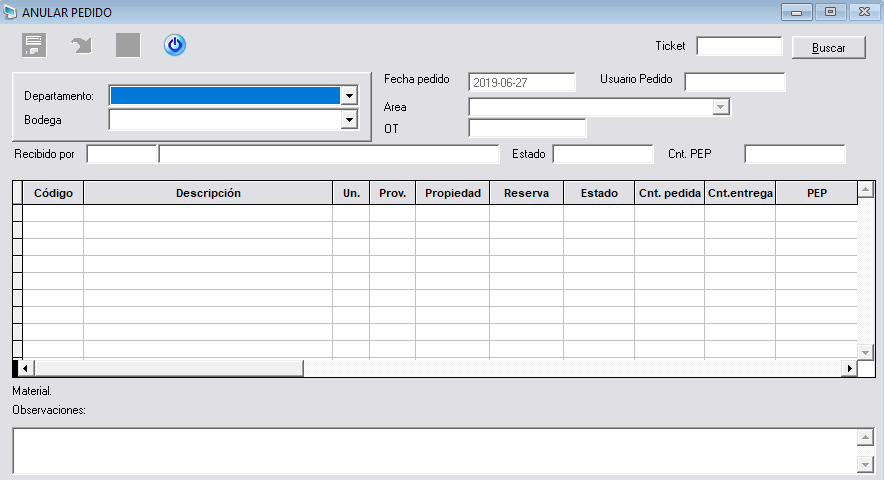 ANULAR PEDIDO
Ticket
Buscar
Departamento:
Bodega
Fecha pedido 2019-06-27 Usuario Pedido
Area
OT
Recibido por Estado Cnt. PEP
Código Descripción Un. Prov. Propiedad Reserva Estado Cnt. pedida Cnt.entrega PEP
Material.
Observaciones: